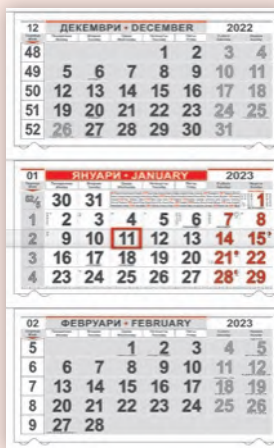 12 ДЕКЕМВРИ • DECEMBER 2022
48 1 2 3 4
49 5 6 7 8 9 10 11
50 12 13 14 15 16 17 18
51 19 20 21 22 23 24 25
52 26 27 28 29 30 31
01 ЯНУАРИ • JANUARY 2023
30 31 1
1 2 3 4 5 6 7 8
2 9 10 11 12 13 14 15
3 16 17 18 19 20 21 22
4 23 24 25 26 27 28 29
02 ФЕВРУАРИ • FEBRUARY 2023
5 1 2 3 4 5
6 6 7 8 9 10 11 12
7 13 14 15 16 17 18 19
8 20 21 22 23 24 25 26
9 27 28